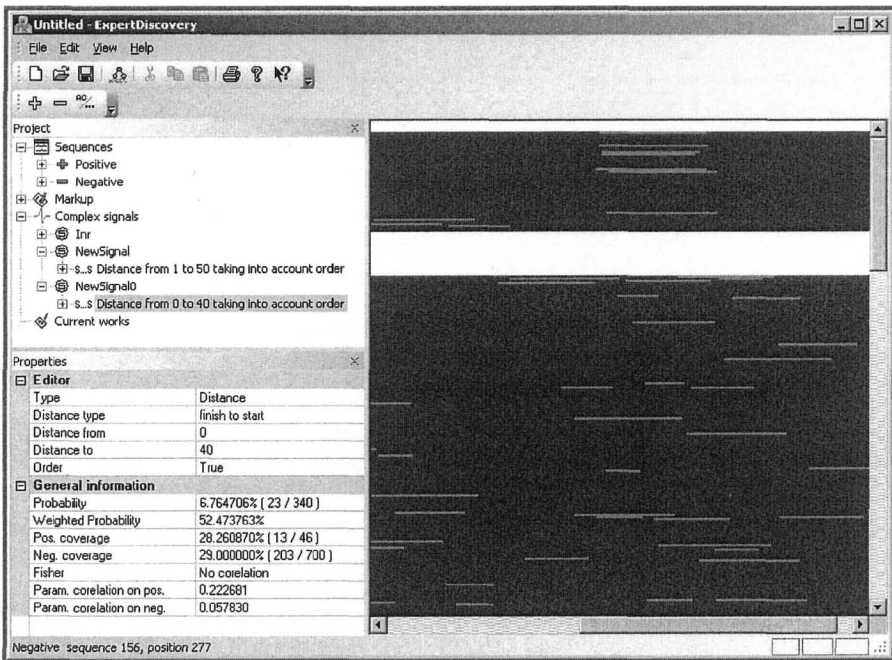 Untitled - ExpertDiscovery
File Edit View Help
Project
Sequences
Positive
Negative
Markup
Complex signals
Inr
NewSignal
s...s Distance from 1 to 50 taking into account order
NewSignal0
s...s Distance from 0 to 40 taking into account order
Current works
Properties
Editor
Type Distance
Distance type finish to start
Distance from 0
Distance to 40
Order True
General information
Probability 6.764706% ( 23 / 340 )
Weighted Probability 52.473763%
Pos. coverage 28.260870% ( 13 / 46 )
Neg. coverage 29.000000% ( 203 / 700 )
Fisher No corelation
Param. corelation on pos. 0.222681
Param. corelation on neg. 0.057830
Negative sequence 156, position 277